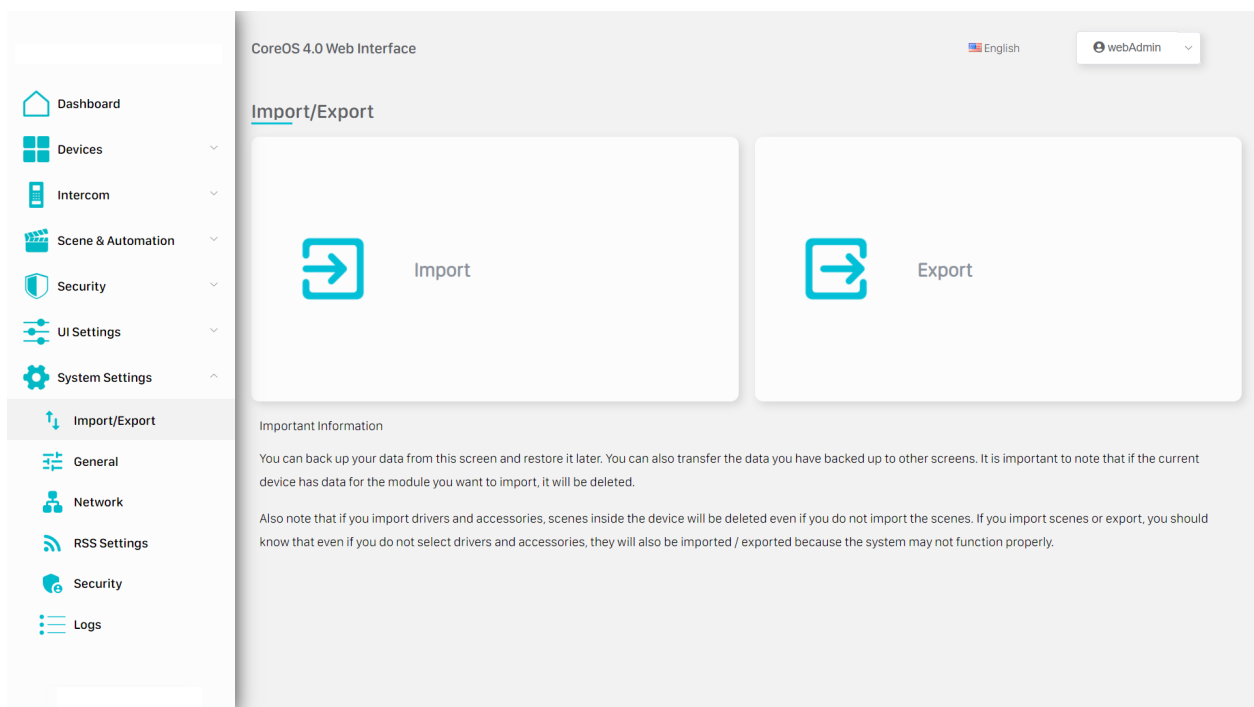 CoreOS 4.0 Web Interface
English
webAdmin
Dashboard
Devices
Intercom
Scene & Automation
Security
UI Settings
System Settings
Import/Export
General
Network
RSS Settings
Security
Logs
Import/Export
Import
Export
Important Information
You can back up your data from this screen and restore it later. You can also transfer the data you have backed up to other screens. It is important to note that if the current
device has data for the module you want to import, it will be deleted.
Also note that if you import drivers and accessories, scenes inside the device will be deleted even if you do not import the scenes. If you import scenes or export, you should
know that even if you do not select drivers and accessories, they will also be imported / exported because the system may not function properly.